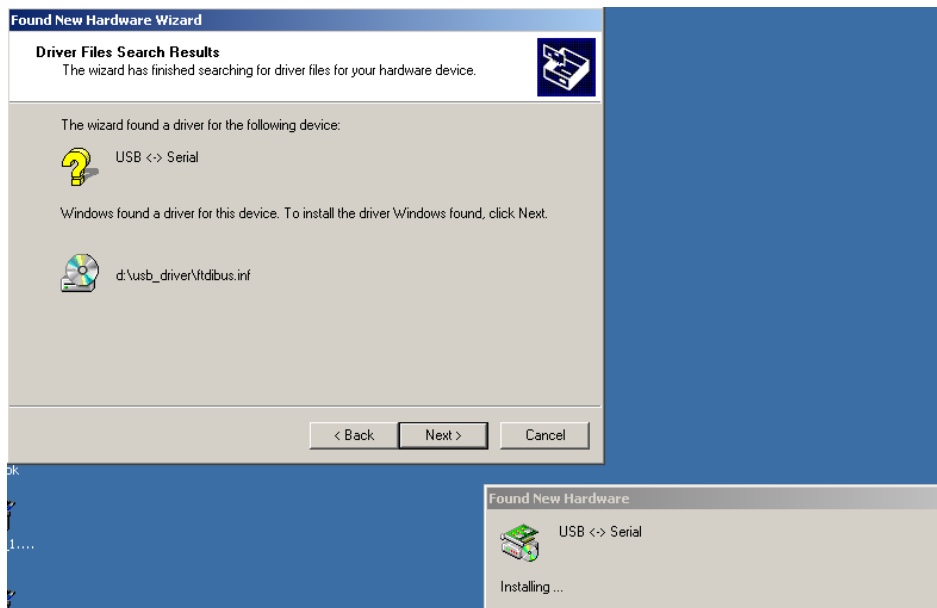 Found New Hardware Wizard
Driver Files Search Results
The wizard has finished searching for driver files for your hardware device.
The wizard found a driver for the following device:
USB <-> Serial
Windows found a driver for this device. To install the driver Windows found, click Next.
d:\usb_driver\ftdibus.inf
< Back
Next >
Cancel
ok
_1....
Found New Hardware
USB <-> Serial
Installing ...